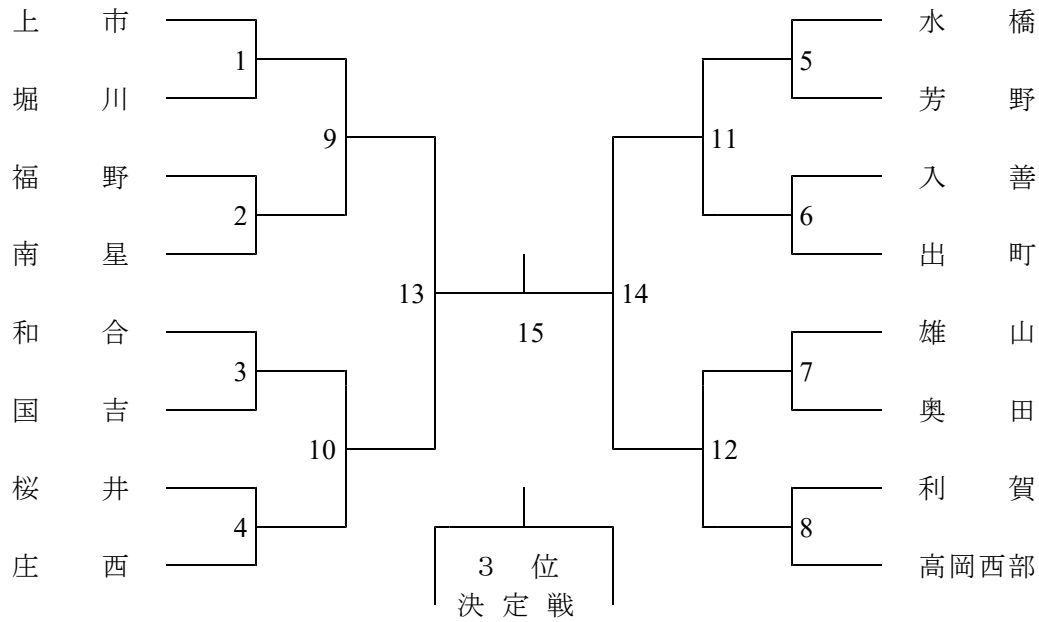 上市
水橋
1
5
堀川
芳野
9
11
福野
入善
2
6
南星
出町
13
14
15
和合
雄山
3
7
国吉
奥田
10
12
桜井
利賀
4
8
庄西
高岡西部
3 位
決 定 戦